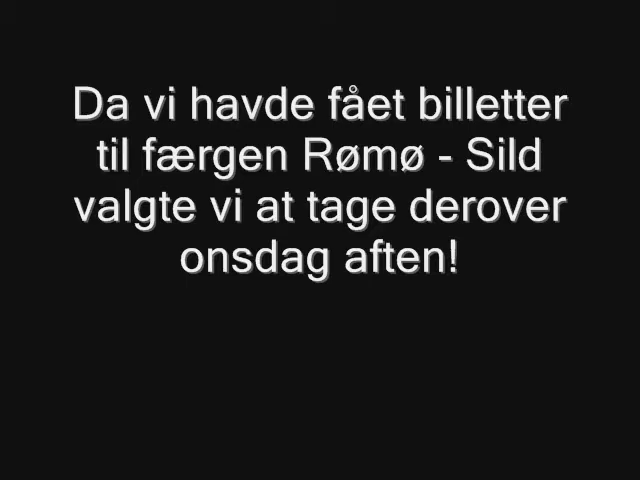 Da vi havde fået billetter
til færgen Rømø - Sild
valgte vi at tage derover
onsdag aften!